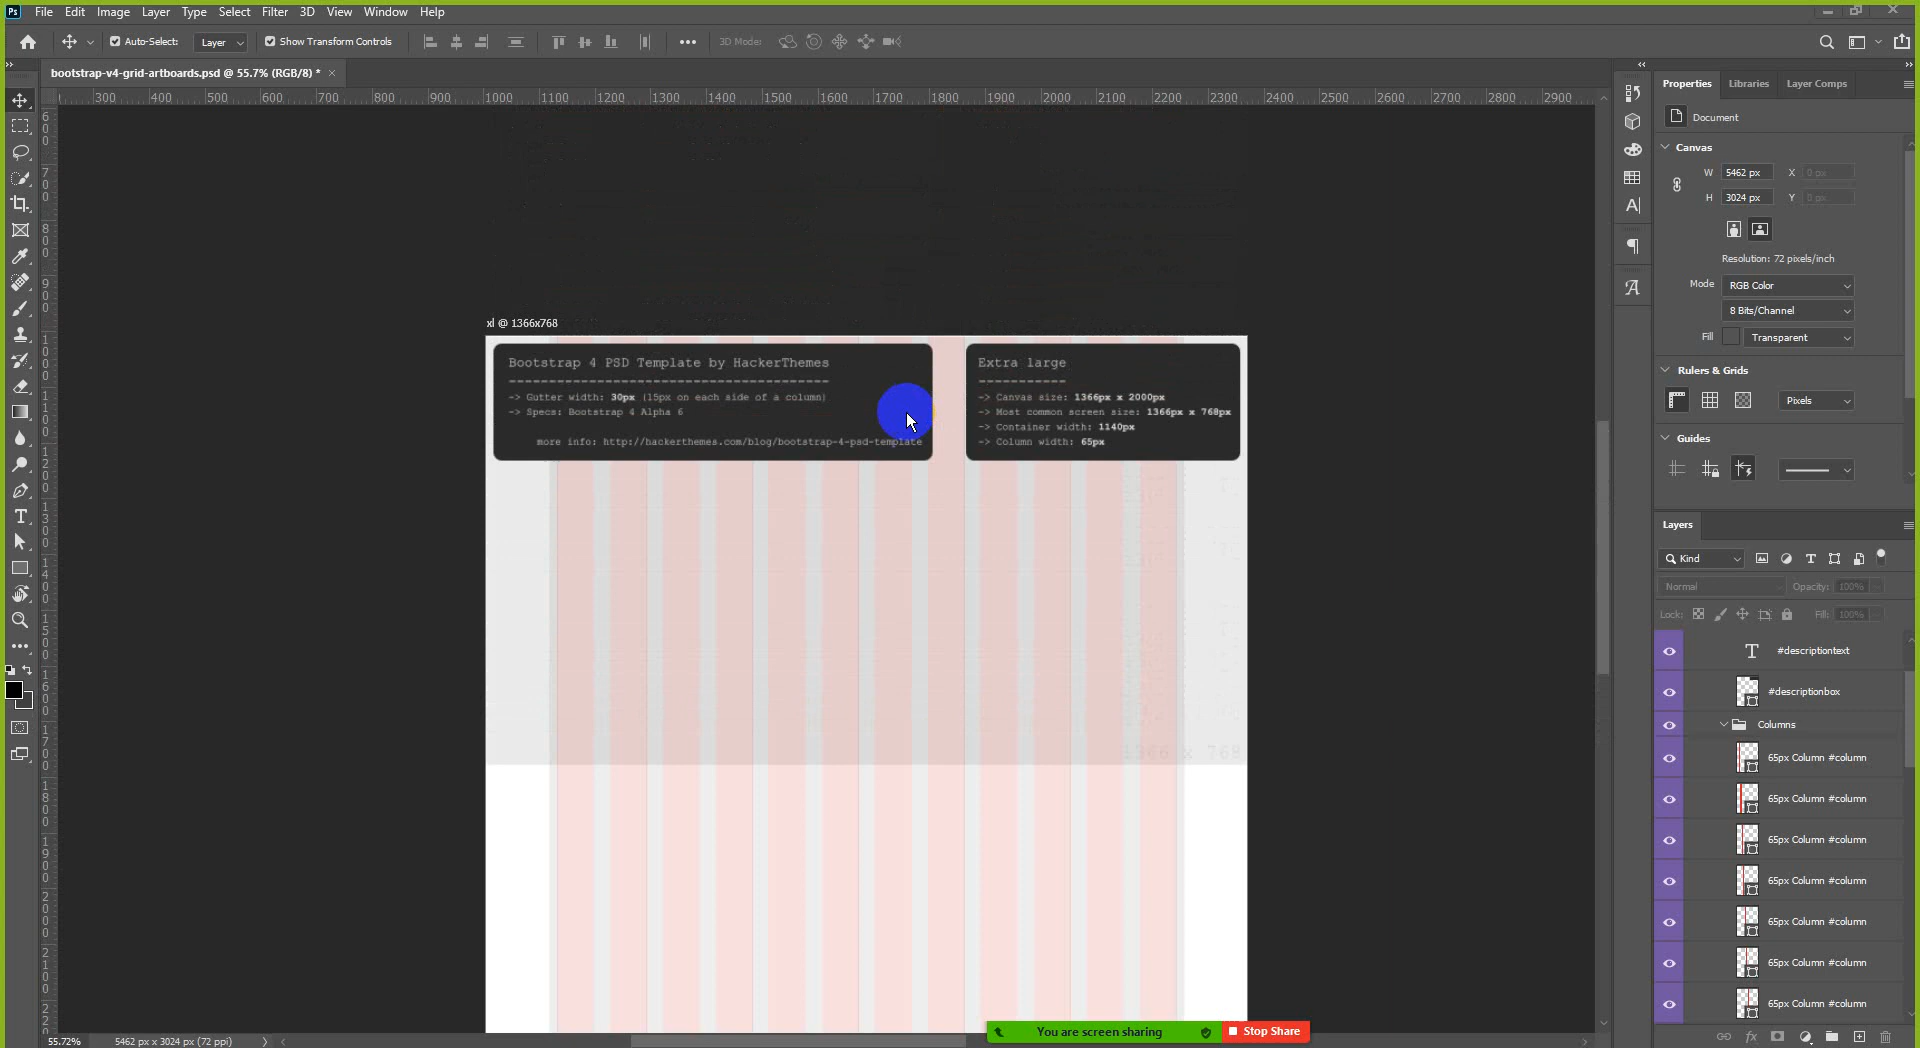 File Edit Image Layer Type Select Filter 3D View Window Help
Auto-Select: Layer Show Transform Controls 3D Mode:
bootstrap-v4-grid-artboards.psd @ 55.7% (RGB/8) * ×
300 400 500 600 700 800 900 1000 1100 1200 1300 1400 1500 1600 1700 1800 1900 2000 2100 2200 2300 2400 2500 2600 2700 2800 2900
xl @ 1366x768
Bootstrap 4 PSD Template by HackerThemes
----------------------------------------
-> Gutter width: 30px (15px on each side of a column)
-> Specs: Bootstrap 4 Alpha 6
more info: http://hackerthemes.com/blog/bootstrap-4-psd-template
Extra large
-----------
-> Canvas size: 1366px x 2000px
-> Most common screen size: 1366px x 768px
-> Container width: 1140px
-> Column width: 65px
1366 x 768
Properties Libraries Layer Comps
Document
Canvas
W 5462 px X 0 px
H 3024 px Y 0 px
Resolution: 72 pixels/inch
Mode RGB Color
8 Bits/Channel
Fill Transparent
Rulers & Grids
Pixels
Guides
Layers
Kind
Normal Opacity: 100%
Lock: Fill: 100%
#descriptiontext
#descriptionbox
Columns
65px Column #column
65px Column #column
65px Column #column
65px Column #column
65px Column #column
65px Column #column
65px Column #column
55.72% 5462 px x 3024 px (72 ppi)
You are screen sharing Stop Share